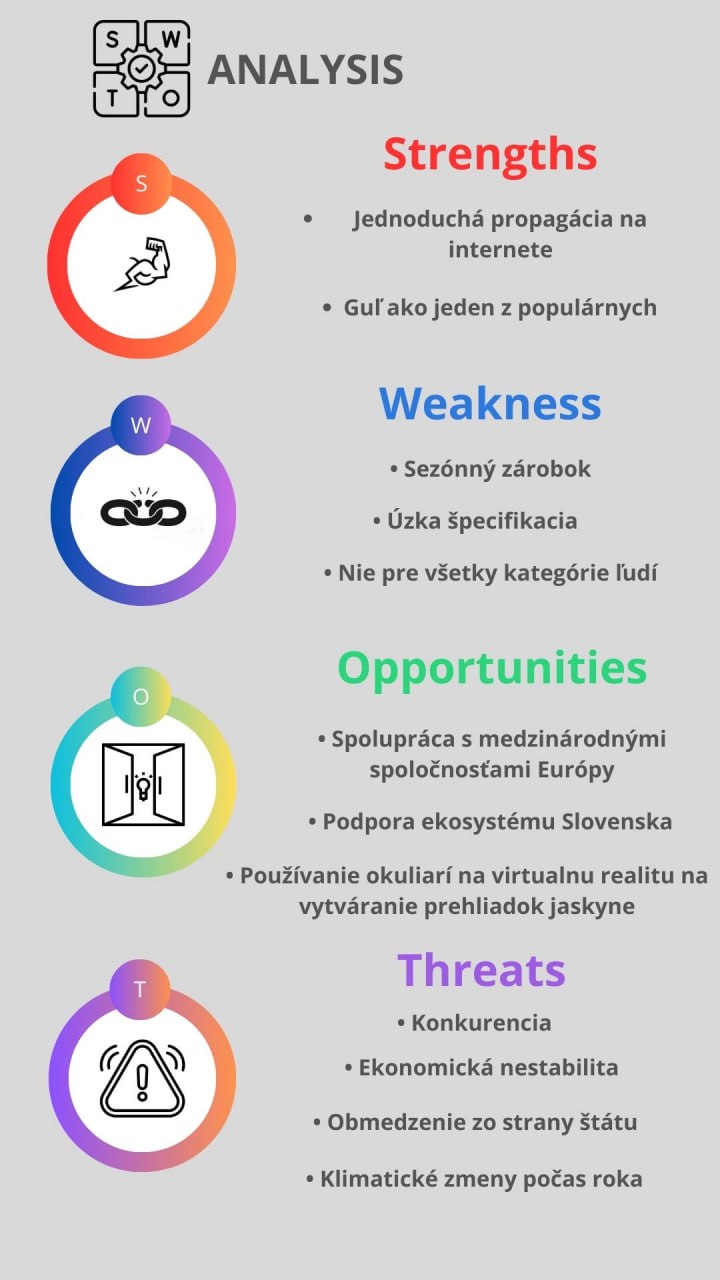 S W
T O
ANALYSIS
Strengths
S
• Jednoduchá propagácia na
internete
• Guľ ako jeden z populárnych
Weakness
W
• Sezónný zárobok
• Úzka špecifikacia
• Nie pre všetky kategórie ľudí
Opportunities
O
• Spolupráca s medzinárodnými
spoločnosťami Európy
• Podpora ekosystému Slovenska
• Používanie okuliarí na virtualnu realitu na
vytváranie prehliadok jaskyne
Threats
T
• Konkurencia
• Ekonomická nestabilita
• Obmedzenie zo strany štátu
• Klimatické zmeny počas roka